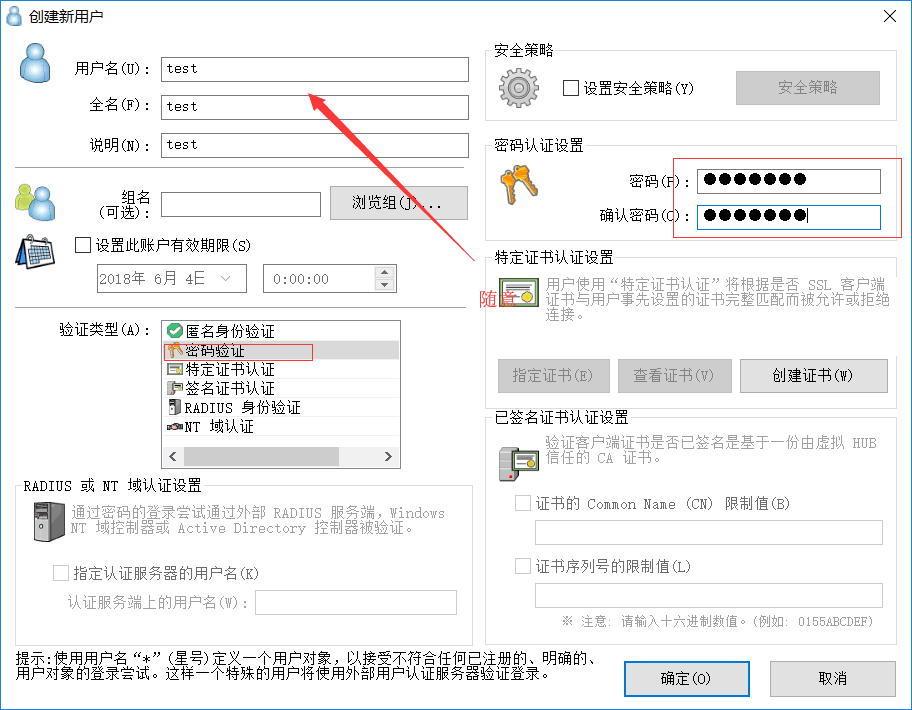 创建新用户
用户名(U):
test
全名(F):
test
说明(N):
test
组名
(可选):
浏览组(J)...
设置此账户有效期限(S)
2018年 6月 4日
0:00:00
验证类型(A):
匿名身份验证
密码验证
特定证书认证
签名证书认证
RADIUS 身份验证
NT 域认证
RADIUS 或 NT 域认证设置
通过密码的登录尝试通过外部 RADIUS 服务端, Windows
NT 域控制器或 Active Directory 控制器被验证。
指定认证服务器的用户名(K)
认证服务端上的用户名(W):
安全策略
设置安全策略(Y)
安全策略
密码认证设置
密码(P):
●●●●●●●
确认密码(C):
●●●●●●●
特定证书认证设置
随意
用户使用“特定证书认证”将根据是否 SSL 客户端
证书与用户事先设置的证书完整匹配而被允许或拒绝
连接。
指定证书(E)
查看证书(V)
创建证书(W)
已签名证书认证设置
验证客户端证书是否已签名是基于一份由虚拟 HUB
信任的 CA 证书。
证书的 Common Name (CN) 限制值(B)
证书序列号的限制值(L)
※ 注意: 请输入十六进制数值。(例如: 0155ABCDEF)
提示:使用用户名“*”(星号)定义一个用户对象，以接受不符合任何已注册的、明确的、
用户对象的登录尝试。这样一个特殊的用户将使用外部用户认证服务器验证登录。
确定(O)
取消